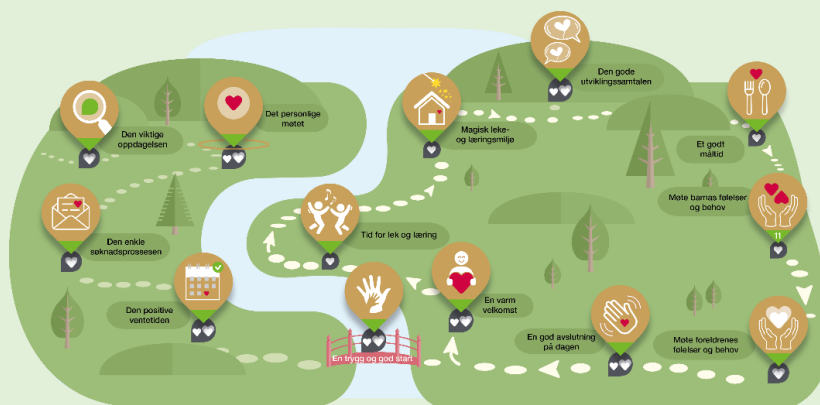 Den viktige
oppdagelsen
Det personlige
møtet
Den enkle
søknadsprosessen
Den positive
ventetiden
En trygg og god start
En varm
velkomst
Tid for lek og læring
Magisk leke-
og læringsmiljø
Den gode
utviklingssamtalen
Et godt
måltid
Møte barnas følelser
og behov
11
Møte foreldrenes
følelser og behov
En god avslutning
på dagen